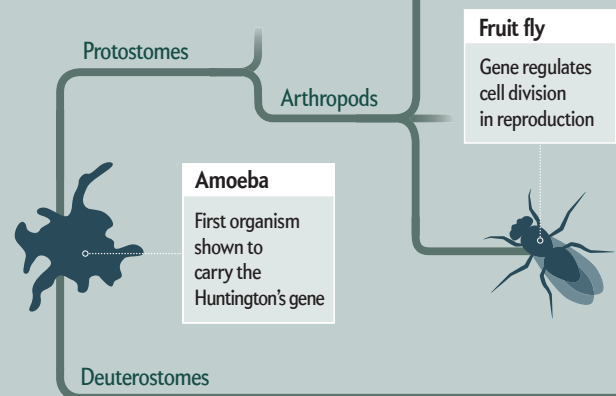 Protostomes
Arthropods
Fruit fly
Gene regulates
cell division
in reproduction
Amoeba
First organism
shown to
carry the
Huntington's gene
Deuterostomes